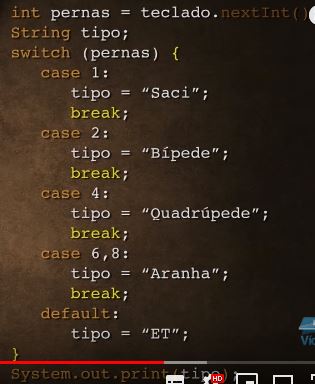 int pernas = teclado.nextInt()
String tipo;
switch (pernas) {
case 1:
tipo = “Saci”;
break;
case 2:
tipo = “Bípede”;
break;
case 4:
tipo = “Quadrúpede”;
break;
case 6,8:
tipo = “Aranha”;
break;
default:
tipo = “ET”;
}
System.out.print(tipo);
HD